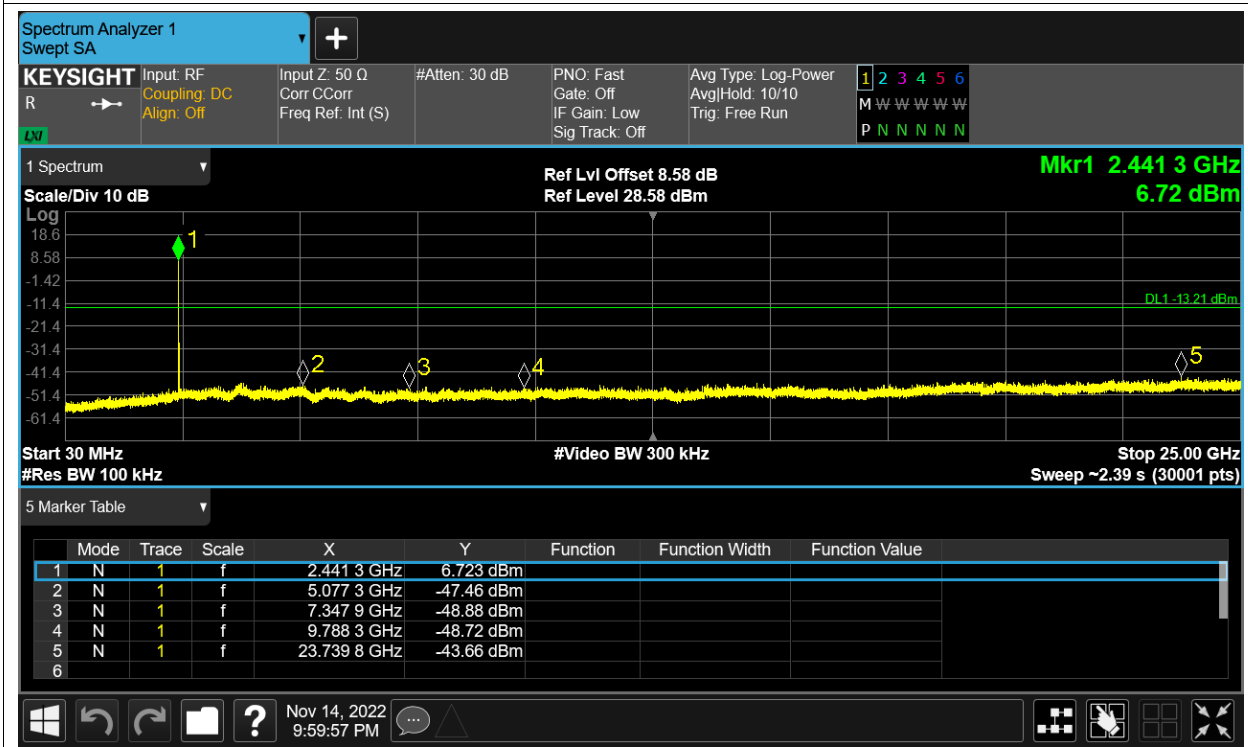 Spectrum Analyzer 1
Swept SA
KEYSIGHT
R
LXI
Input: RF
Coupling: DC
Align: Off
Input Z: 50 Ω
Corr CCorr
Freq Ref: Int (S)
#Atten: 30 dB
PNO: Fast
Gate: Off
IF Gain: Low
Sig Track: Off
Avg Type: Log-Power
Avg|Hold: 10/10
Trig: Free Run
1 2 3 4 5 6
M W W W W W
P N N N N N
1 Spectrum
Scale/Div 10 dB
Ref Lvl Offset 8.58 dB
Ref Level 28.58 dBm
Mkr1 2.441 3 GHz
6.72 dBm
Log
18.6
8.58
-1.42
-11.4
-21.4
-31.4
-41.4
-51.4
-61.4
1
2
3
4
5
DL1 -13.21 dBm
Start 30 MHz
#Video BW 300 kHz
Stop 25.00 GHz
#Res BW 100 kHz
Sweep ~2.39 s (30001 pts)
5 Marker Table
Mode Trace Scale X Y Function Function Width Function Value
1 N 1 f 2.441 3 GHz 6.723 dBm
2 N 1 f 5.077 3 GHz -47.46 dBm
3 N 1 f 7.347 9 GHz -48.88 dBm
4 N 1 f 9.788 3 GHz -48.72 dBm
5 N 1 f 23.739 8 GHz -43.66 dBm
6
?
Nov 14, 2022
9:59:57 PM